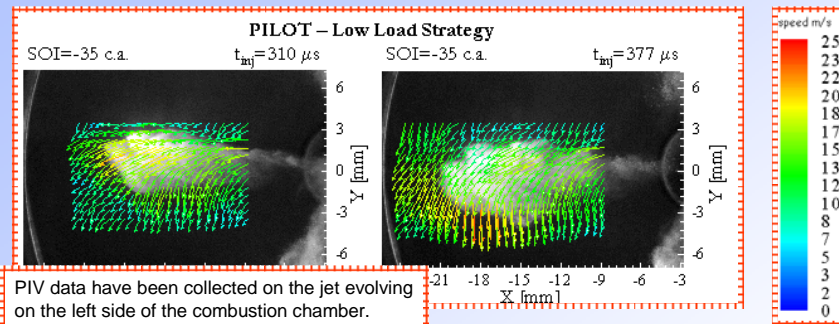 PILOT – Low Load Strategy
SOI=-35 c.a. t_inj=310 μs SOI=-35 c.a. t_inj=377 μs
6
3
0
-3
-6
Y [mm]
6
3
0
-3
-6
Y [mm]
-21 -18 -15 -12 -9 -6 -3
X [mm]
PIV data have been collected on the jet evolving
on the left side of the combustion chamber.
speed m/s
25
23
22
20
18
17
15
13
12
10
8
7
5
3
2
0